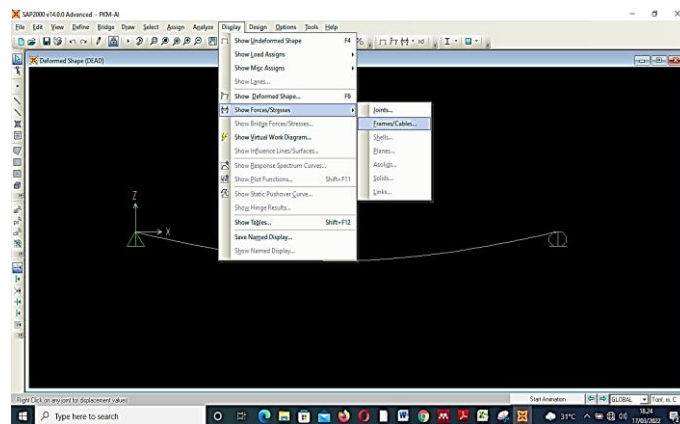 SAP2000 v14.0.0 Advanced - PKM-AI
File Edit View Define Bridge Draw Select Assign Analyze Display Design Options Tools Help
Deformed Shape (DEAD)
Show Undeformed Shape F4
Show Load Assigns
Show Misc Assigns
Show Lanes...
Show Deformed Shape... F6
Show Forces/Stresses
Show Bridge Forces/Stresses...
Show Virtual Work Diagram...
Show Influence Lines/Surfaces...
Show Response Spectrum Curves...
Show Plot Functions... Shift+F11
Show Static Pushover Curve...
Show Hinge Results...
Show Tables... Shift+F12
Save Named Display...
Show Named Display...
Joints...
Frames/Cables...
Shells...
Planes...
Asolids...
Solids...
Links...
Z
X
Right Click on any joint for displacement values
Start Animation
GLOBAL
Tonf, m, C
Type here to search
31°C
18.24
17/03/2022